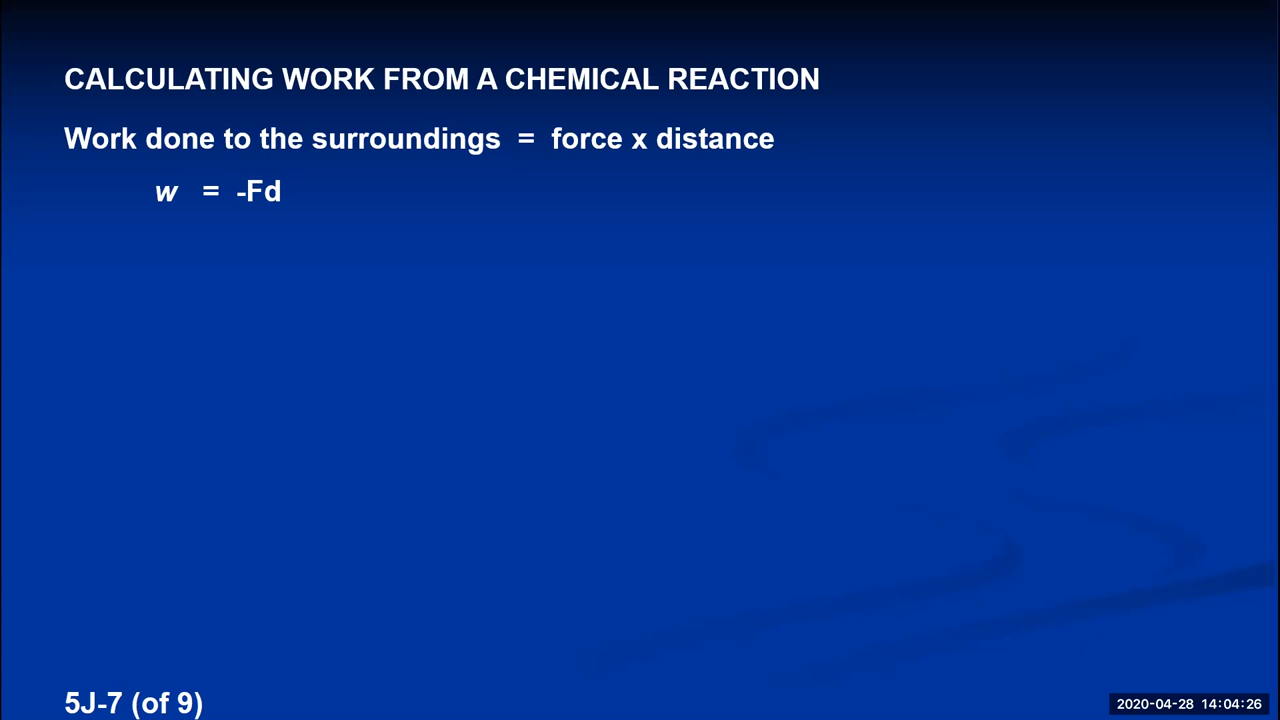 CALCULATING WORK FROM A CHEMICAL REACTION
Work done to the surroundings = force x distance
w = -Fd
5J-7 (of 9)
2020-04-28 14:04:26